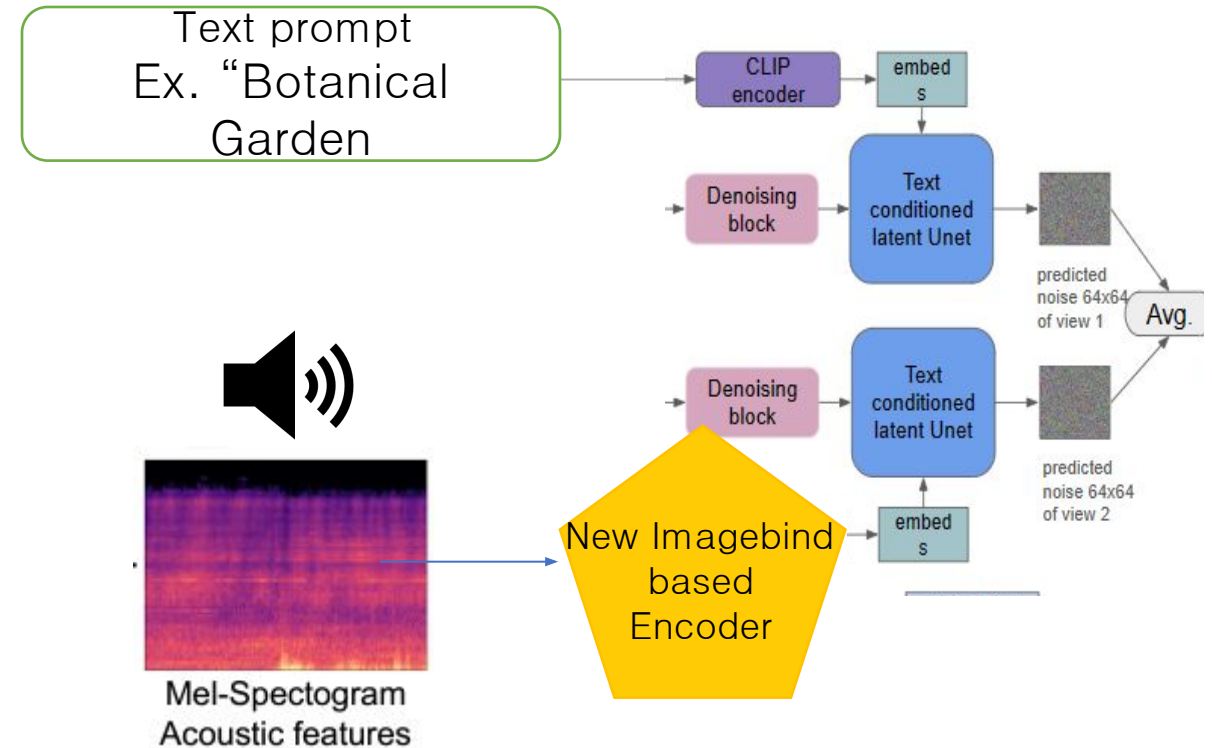 Text prompt
Ex. “Botanical
Garden
CLIP
encoder
embed
s
Denoising
block
Text
conditioned
latent Unet
predicted
noise 64x64
of view 1
Avg.
Denoising
block
Text
conditioned
latent Unet
predicted
noise 64x64
of view 2
New Imagebind
based
Encoder
embed
s
Mel-Spectogram
Acoustic features